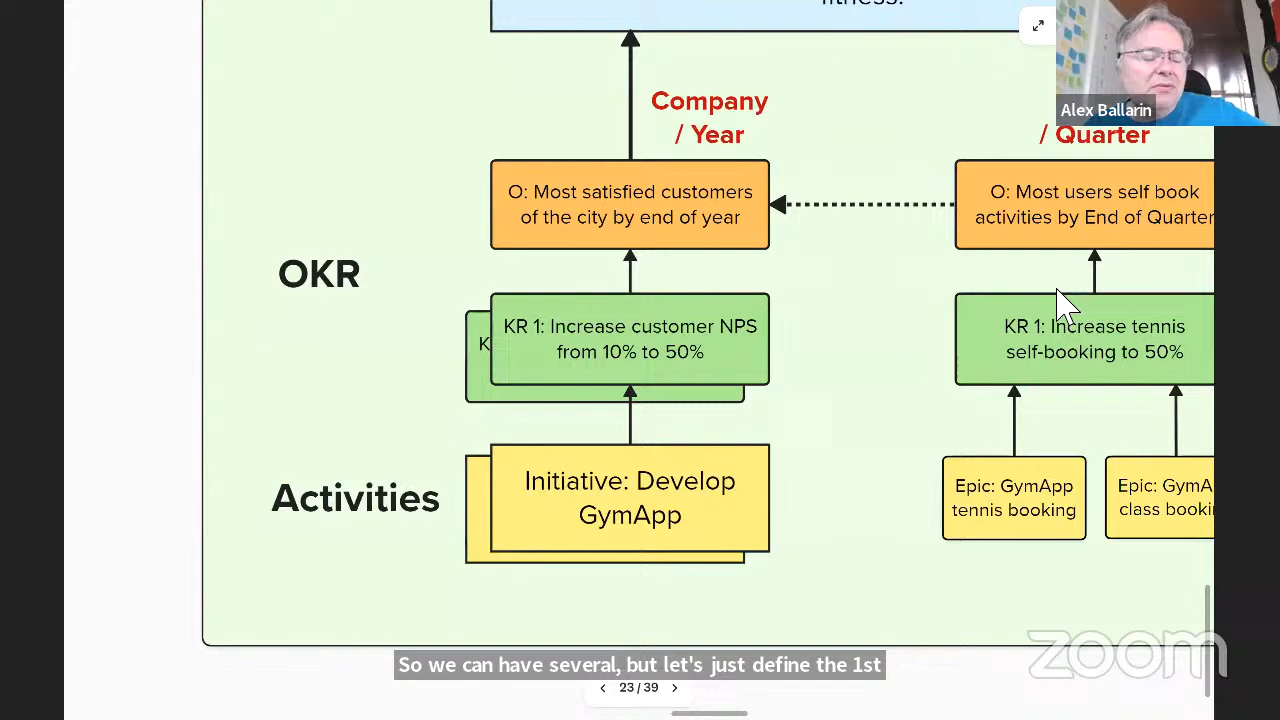 fitness.
Alex Ballarin
Company
/ Year
/ Quarter
O: Most satisfied customers
of the city by end of year
O: Most users self book
activities by End of Quarter
OKR
K
KR 1: Increase customer NPS
from 10% to 50%
KR 1: Increase tennis
self-booking to 50%
Activities
Initiative: Develop
GymApp
Epic: GymApp
tennis booking
Epic: GymA
class bookin
So we can have several, but let's just define the 1st
23 / 39
zoom